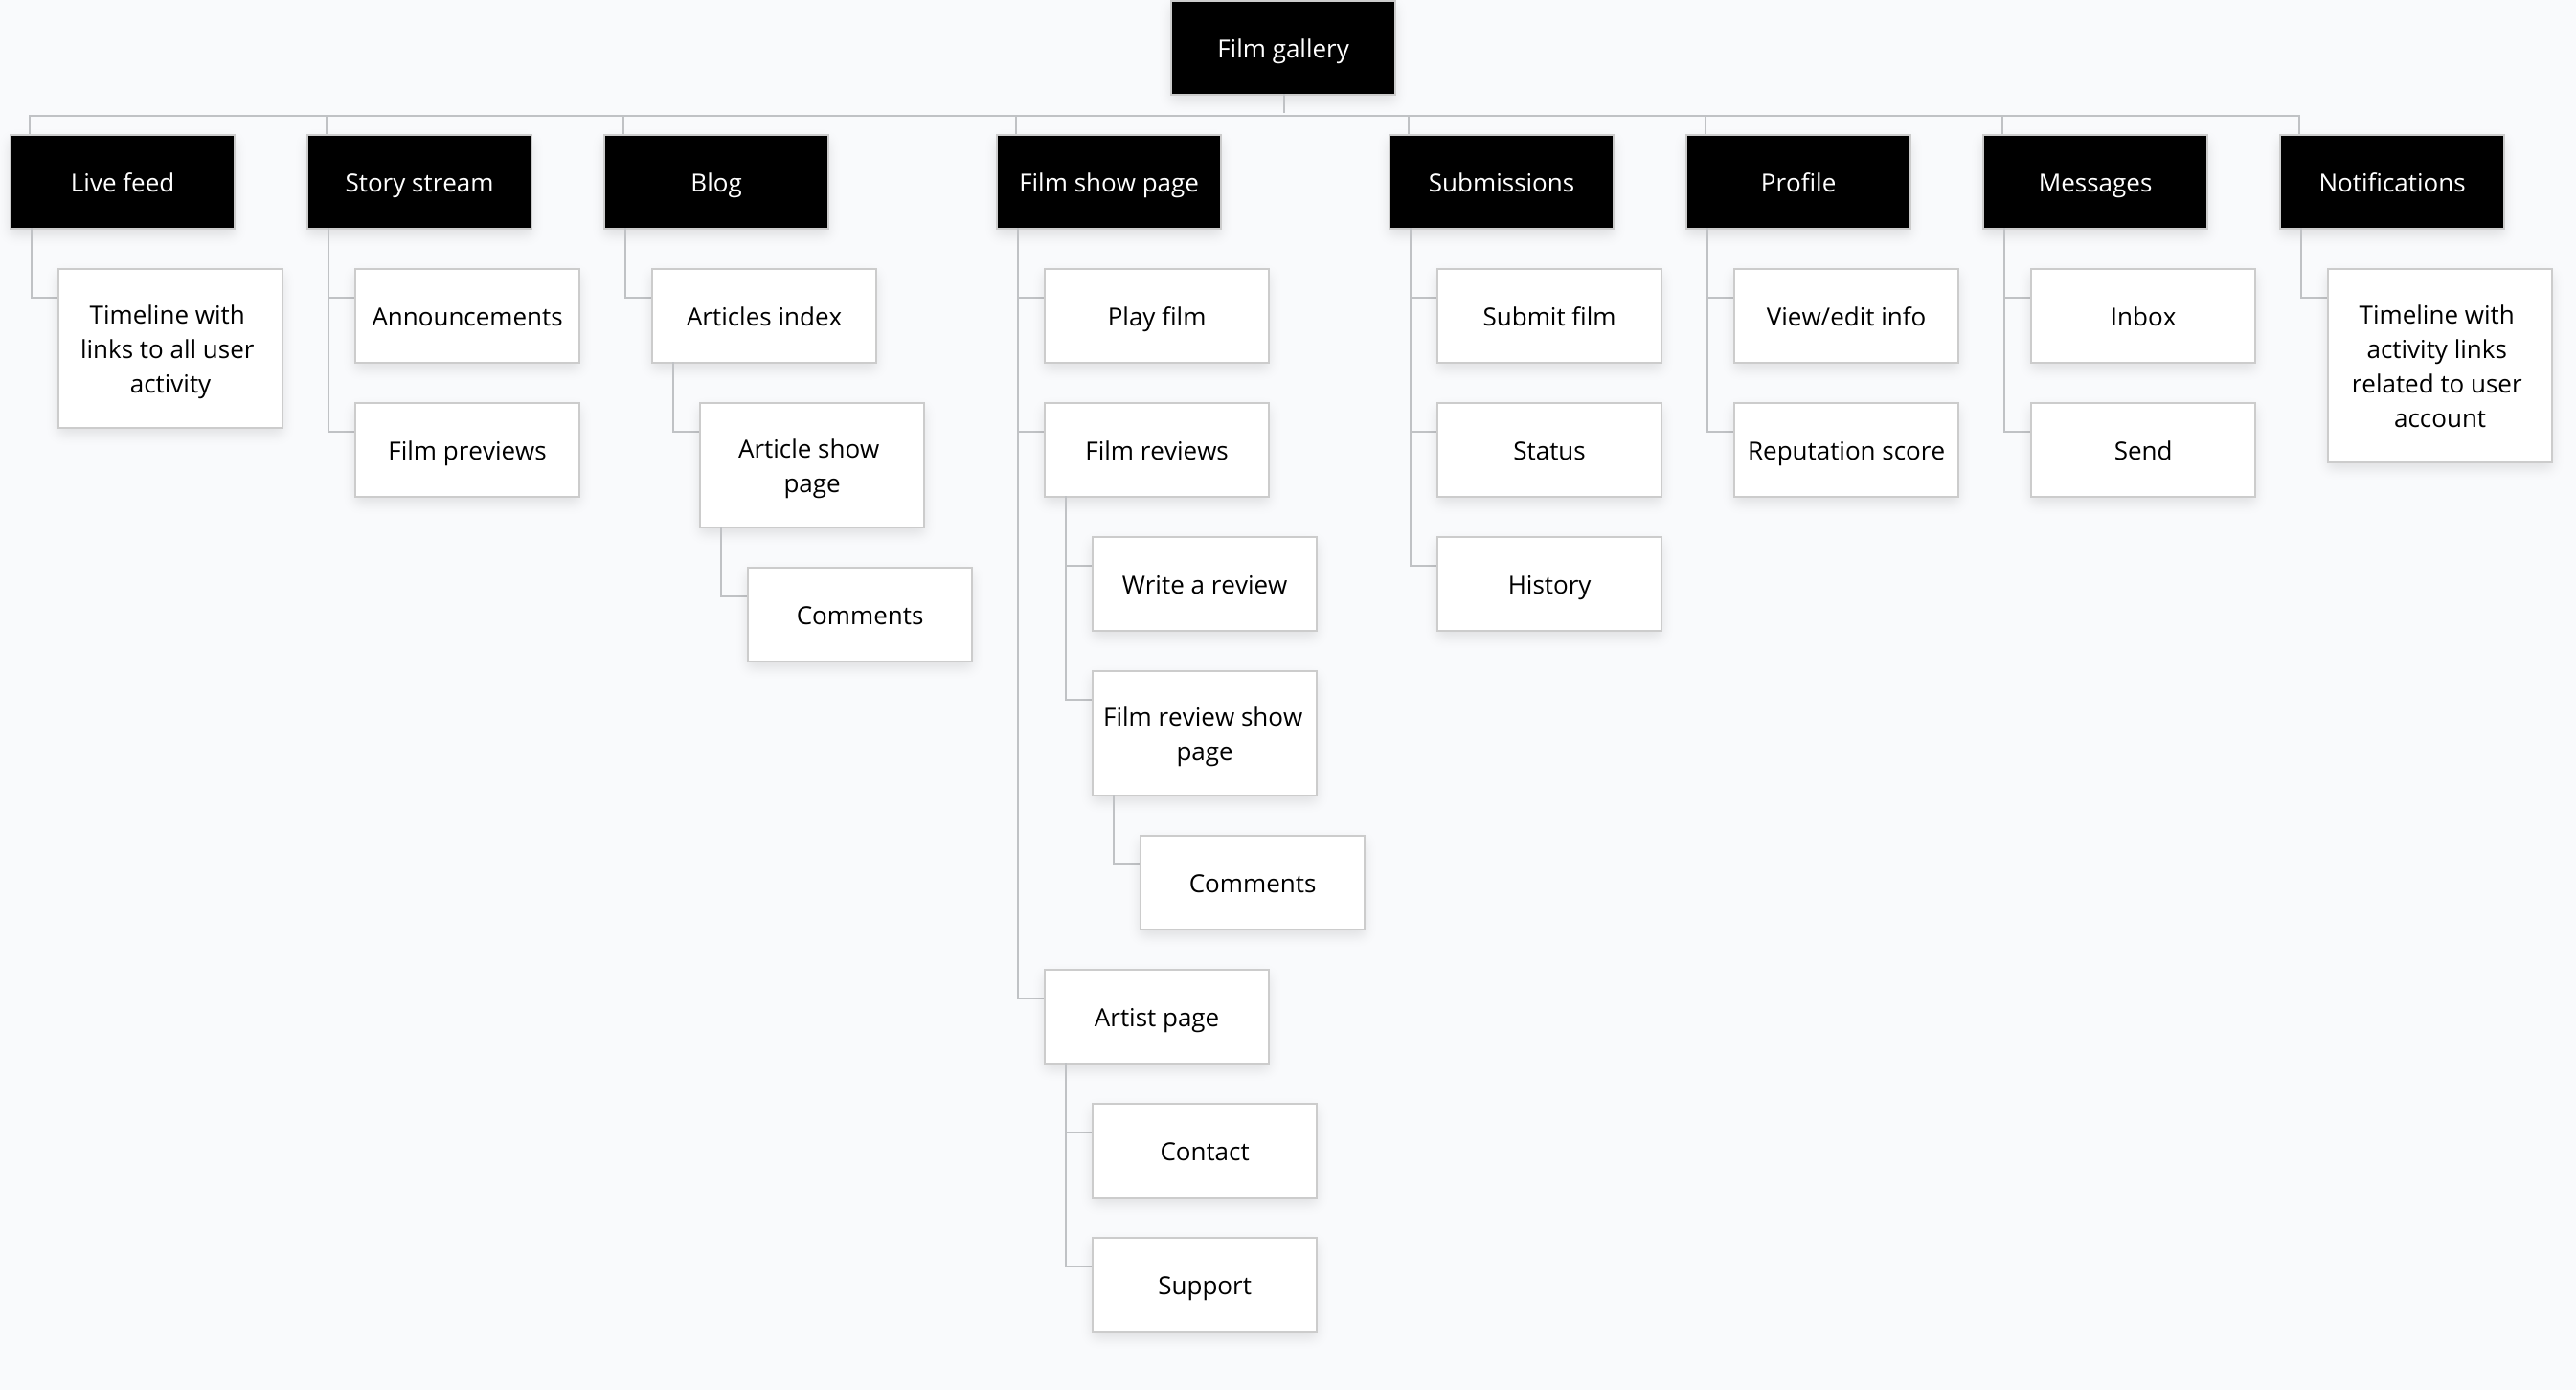 Film gallery
Live feed
Story stream
Blog
Film show page
Submissions
Profile
Messages
Notifications
Timeline with
links to all user
activity
Announcements
Film previews
Articles index
Article show
page
Comments
Play film
Film reviews
Write a review
Film review show
page
Comments
Artist page
Contact
Support
Submit film
Status
History
View/edit info
Reputation score
Inbox
Send
Timeline with
activity links
related to user
account